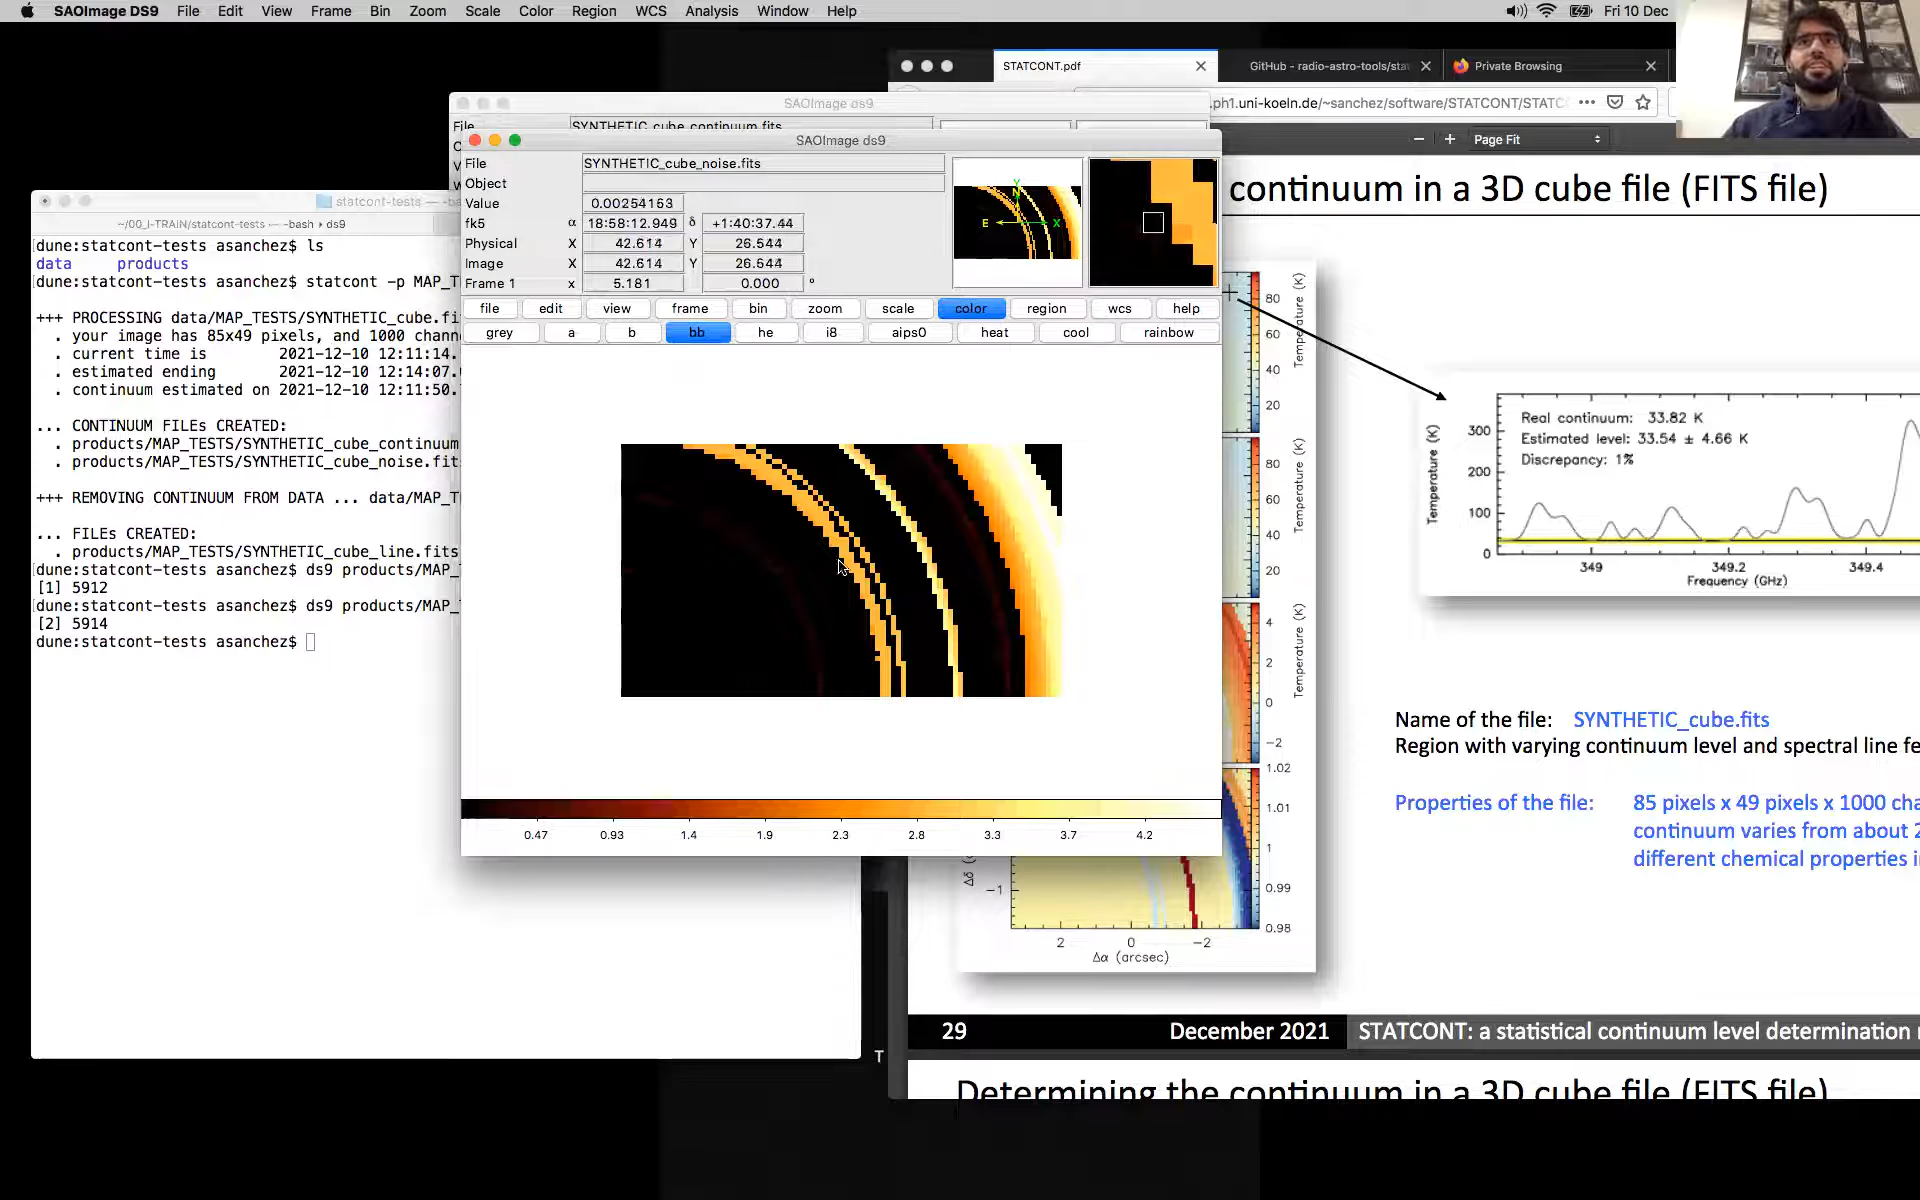 SAOImage DS9 File Edit View Frame Bin Zoom Scale Color Region WCS Analysis Window Help Fri 10 Dec
STATCONT.pdf
GitHub - radio-astro-tools/sta
Private Browsing
.ph1.uni-koeln.de/~sanchez/software/STATCONT/STATC
Page Fit
SAOImage ds9
File SYNTHETIC_cube_continuum.fits
SAOImage ds9
File SYNTHETIC_cube_noise.fits
Object
Value 0.00254163
fk5 α 18:58:12.949 δ +1:40:37.44
Physical X 42.614 Y 26.544
Image X 42.614 Y 26.544
Frame 1 x 5.181 0.000 °
Y
N
E
X
file edit view frame bin zoom scale color region wcs help
grey a b bb he i8 aips0 heat cool rainbow
0.47 0.93 1.4 1.9 2.3 2.8 3.3 3.7 4.2
statcont-tests — -ba
~/00_I-TRAIN/statcont-tests — -bash ▸ ds9
[dune:statcont-tests asanchez$ ls
data products
[dune:statcont-tests asanchez$ statcont -p MAP_T
+++ PROCESSING data/MAP_TESTS/SYNTHETIC_cube.fi
. your image has 85x49 pixels, and 1000 chann
. current time is 2021-12-10 12:11:14.
. estimated ending 2021-12-10 12:14:07.
. continuum estimated on 2021-12-10 12:11:50.
... CONTINUUM FILEs CREATED:
. products/MAP_TESTS/SYNTHETIC_cube_continuum
. products/MAP_TESTS/SYNTHETIC_cube_noise.fit
+++ REMOVING CONTINUUM FROM DATA ... data/MAP_T
... FILEs CREATED:
. products/MAP_TESTS/SYNTHETIC_cube_line.fits
[dune:statcont-tests asanchez$ ds9 products/MAP_
[1] 5912
[dune:statcont-tests asanchez$ ds9 products/MAP_
[2] 5914
dune:statcont-tests asanchez$
continuum in a 3D cube file (FITS file)
80
60
40
20
Temperature (K)
80
60
40
20
Temperature (K)
4
2
0
−2
Temperature (K)
1.02
1.01
1
0.99
0.98
Δδ (
−1
2 0 −2
Δα (arcsec)
Real continuum: 33.82 K
Estimated level: 33.54 ± 4.66 K
Discrepancy: 1%
Temperature (K)
300
200
100
0
349 349.2 349.4
Frequency (GHz)
Name of the file: SYNTHETIC_cube.fits
Region with varying continuum level and spectral line fe
Properties of the file: 85 pixels x 49 pixels x 1000 cha
continuum varies from about 2
different chemical properties i
29 December 2021 STATCONT: a statistical continuum level determination
T
Determining the continuum in a 3D cube file (FITS file)